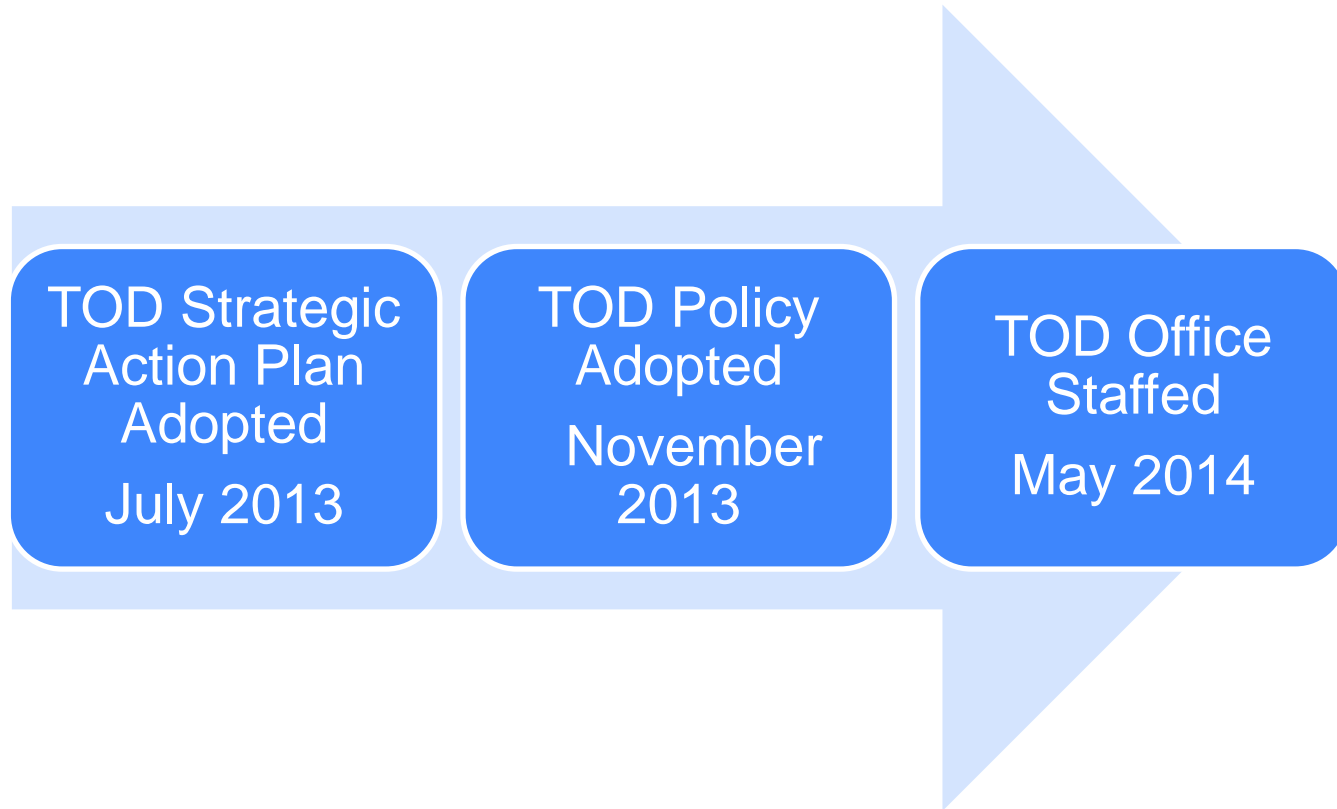 TOD Strategic
Action Plan
Adopted
July 2013
TOD Policy
Adopted
November
2013
TOD Office
Staffed
May 2014